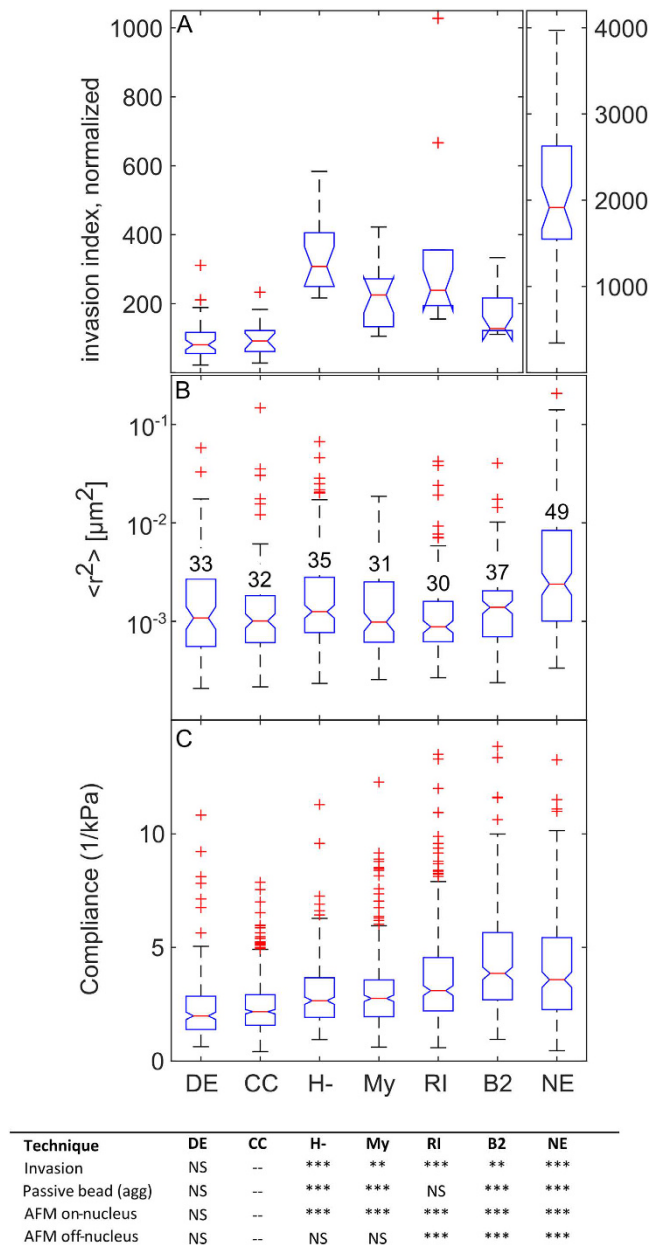 A
invasion index, normalized
1000
800
600
400
200
4000
3000
2000
1000
B
<r²> [µm²]
10⁻¹
10⁻²
10⁻³
33
32
35
31
30
37
49
C
Compliance (1/kPa)
10
5
0
DE CC H- My RI B2 NE
Technique DE CC H- My RI B2 NE
Invasion NS -- *** ** *** ** ***
Passive bead (agg) NS -- *** *** NS *** ***
AFM on-nucleus NS -- *** *** *** *** ***
AFM off-nucleus NS -- NS NS *** *** ***